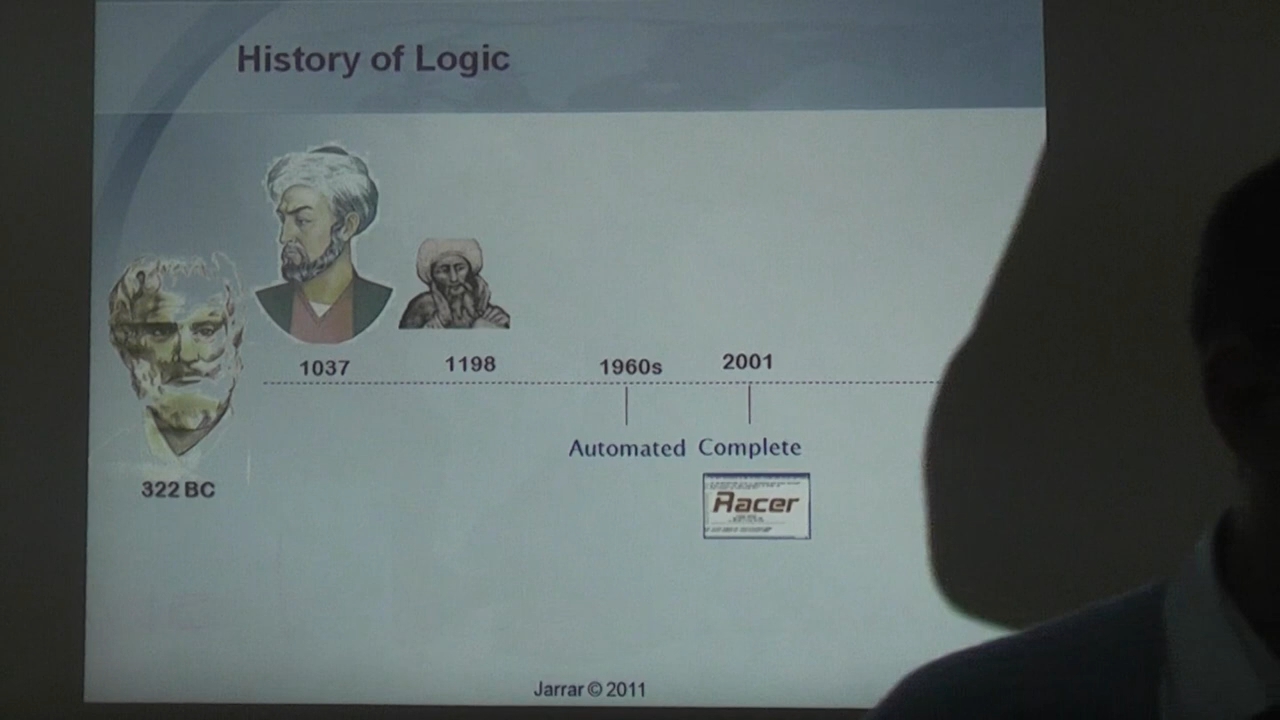 History of Logic
1037
1198
1960s
2001
Automated
Complete
Racer
322 BC
Jarrar © 2011